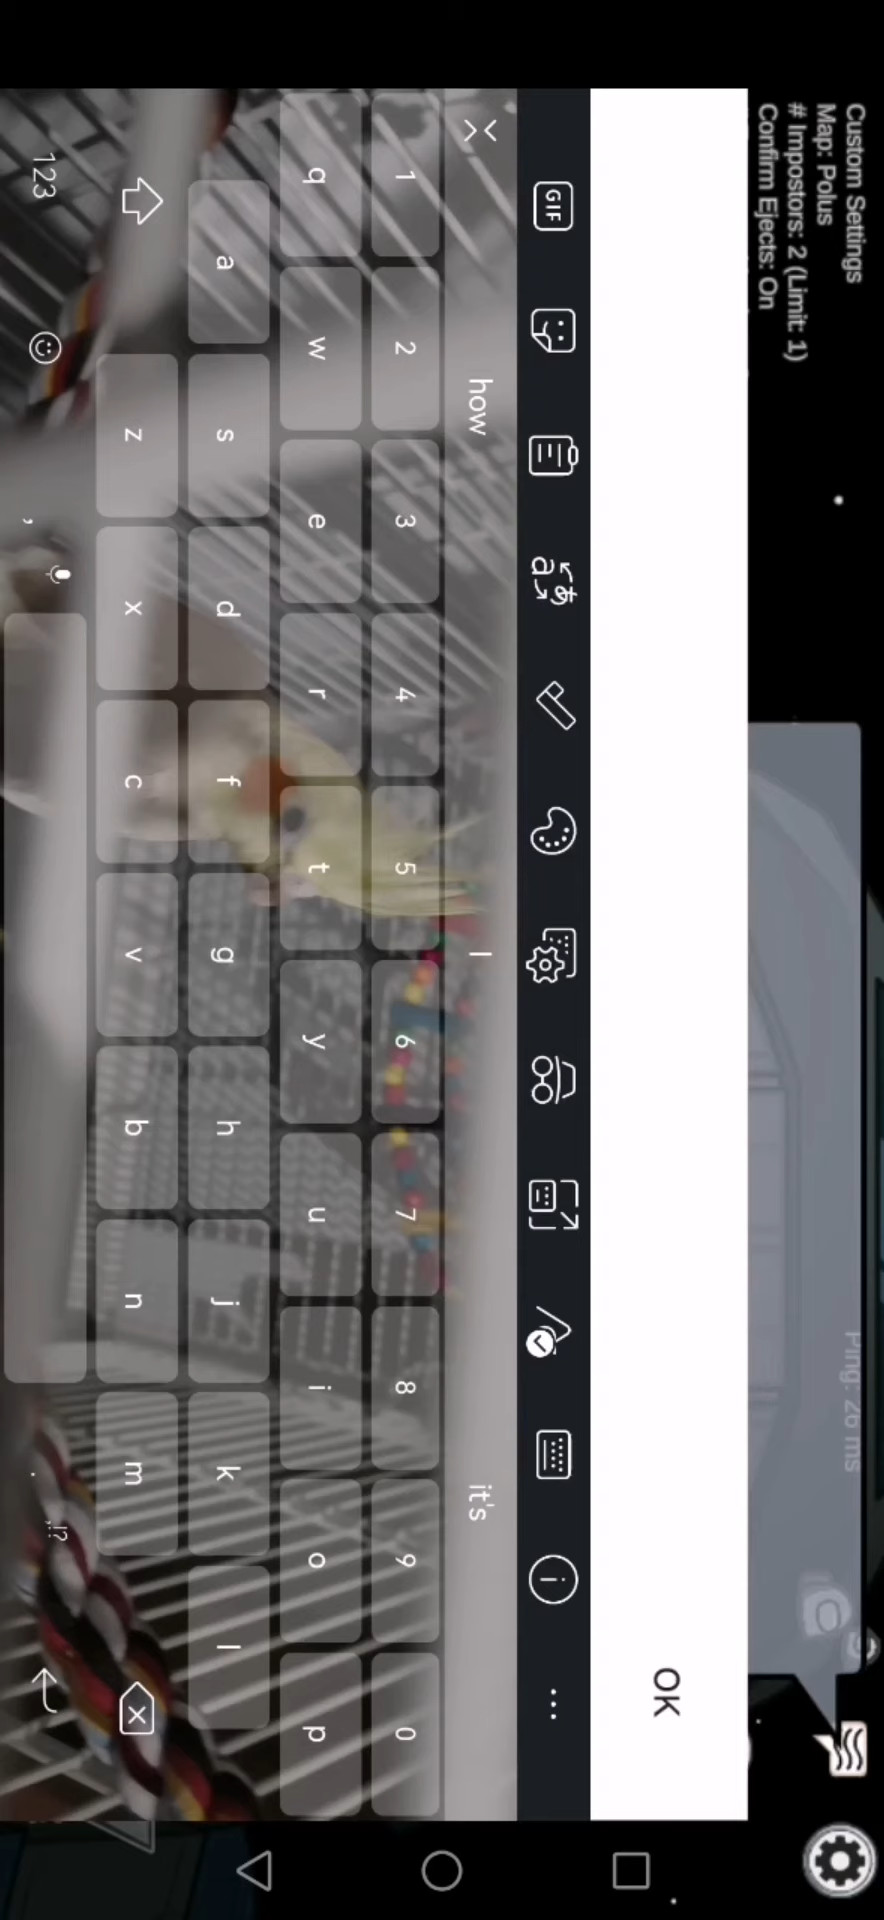 Custom Settings
Map: Polus
# Impostors: 2 (Limit: 1)
Confirm Ejects: On
Ping: 26 ms
OK
GIF
how I it's
1 2 3 4 5 6 7 8 9 0
q w e r t y u i o p
a s d f g h j k l
z x c v b n m
123 , . ,!?